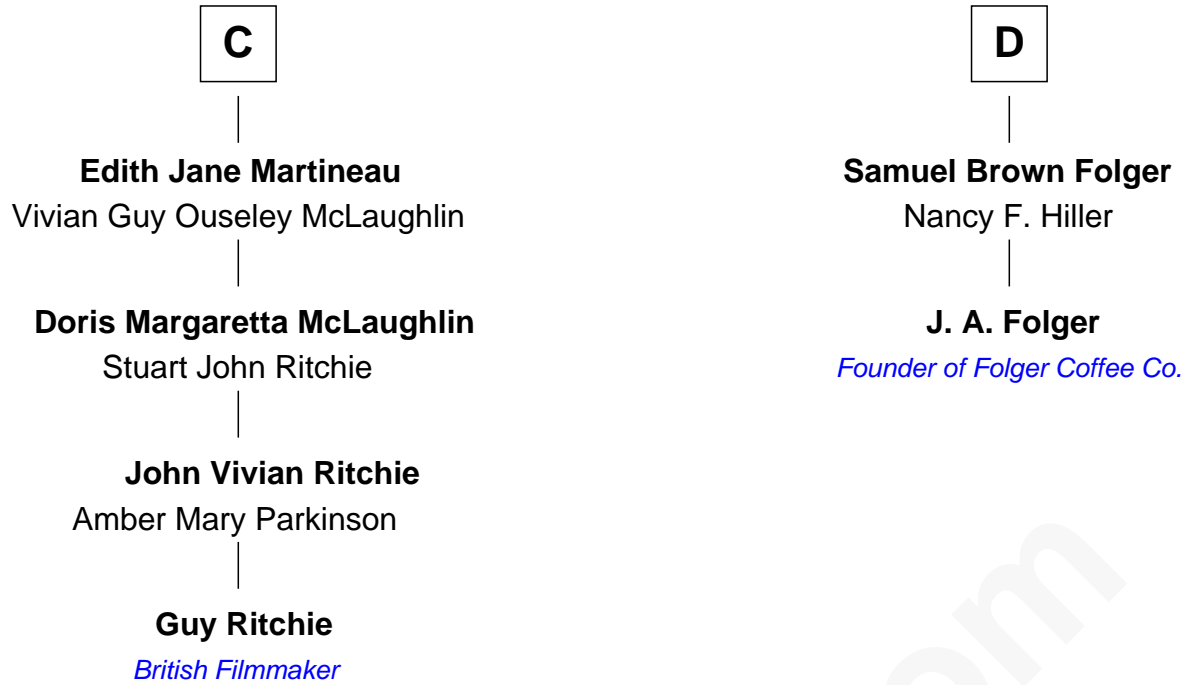 C
Edith Jane Martineau
Vivian Guy Ouseley McLaughlin
Doris Margaretta McLaughlin
Stuart John Ritchie
John Vivian Ritchie
Amber Mary Parkinson
Guy Ritchie
British Filmmaker
D
Samuel Brown Folger
Nancy F. Hiller
J. A. Folger
Founder of Folger Coffee Co.
om